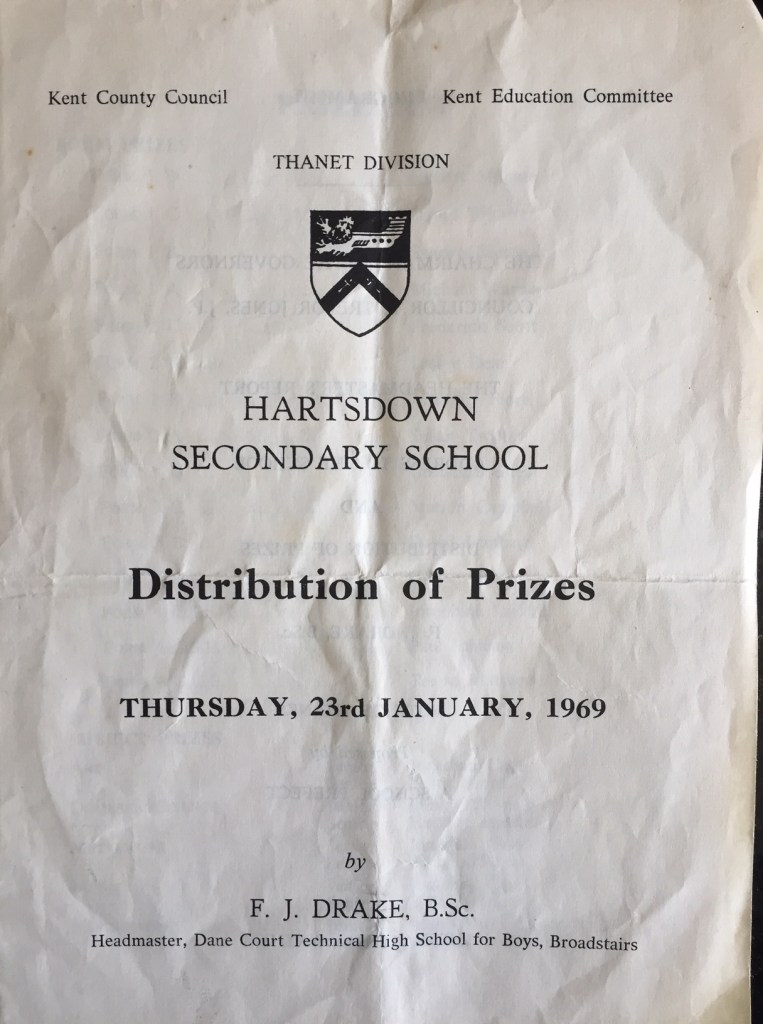 Kent County Council
Kent Education Committee
THANET DIVISION
HARTSDOWN
SECONDARY SCHOOL
Distribution of Prizes
THURSDAY, 23rd JANUARY, 1969
by
F. J. DRAKE, B.Sc.
Headmaster, Dane Court Technical High School for Boys, Broadstairs